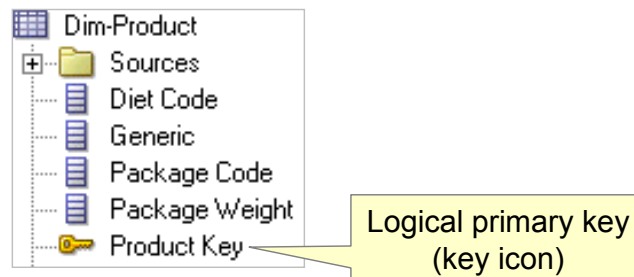 Dim-Product
Sources
Diet Code
Generic
Package Code
Package Weight
Product Key
Logical primary key
(key icon)